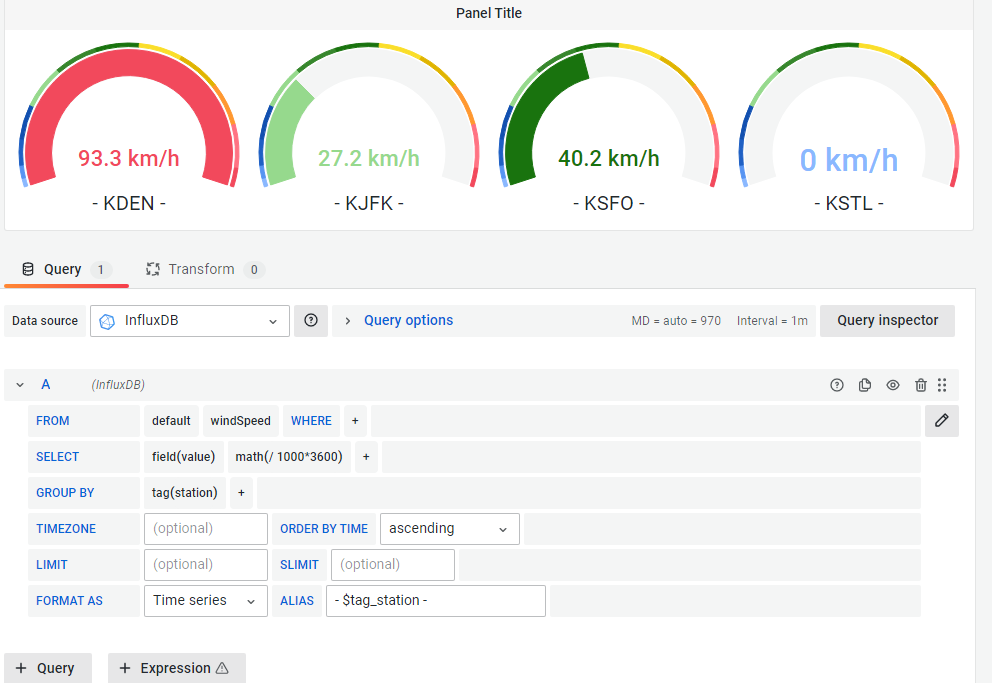 Panel Title
93.3 km/h 27.2 km/h 40.2 km/h 0 km/h
- KDEN - - KJFK - - KSFO - - KSTL -
Query 1 Transform 0
Data source InfluxDB Query options MD = auto = 970 Interval = 1m Query inspector
A (InfluxDB)
FROM default windSpeed WHERE +
SELECT field(value) math(/ 1000*3600) +
GROUP BY tag(station) +
TIMEZONE (optional) ORDER BY TIME ascending
LIMIT (optional) SLIMIT (optional)
FORMAT AS Time series ALIAS - $tag_station -
+ Query + Expression